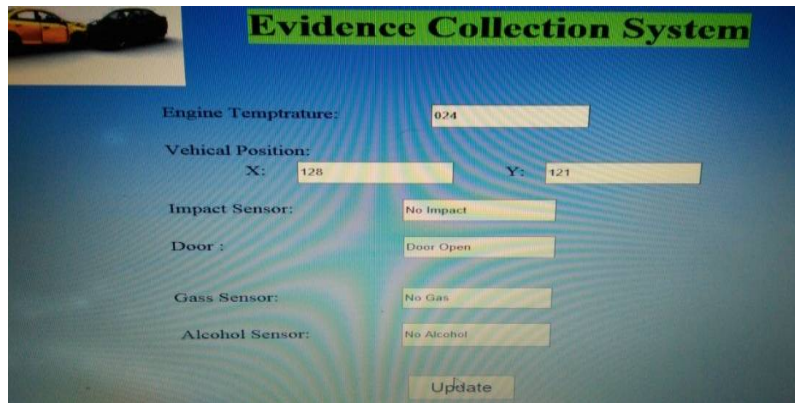 Evidence Collection System
Engine Temptrature: 024
Vehical Position:
X: 128 Y: 121
Impact Sensor: No Impact
Door : Door Open
Gass Sensor: No Gas
Alcohol Sensor: No Alcohol
Update